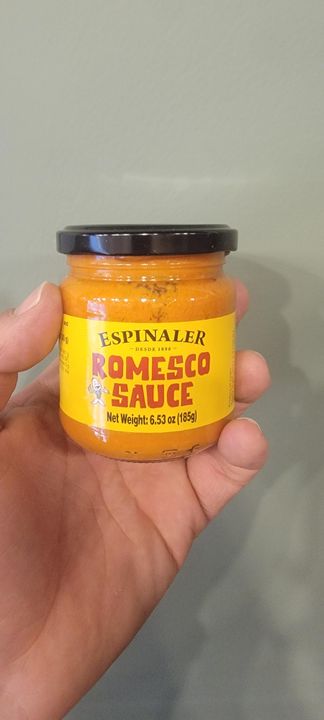 ESPINALER
- DESDE 1896 -
ROMESCO
SAUCE
Net Weight: 6.53 oz (185g)